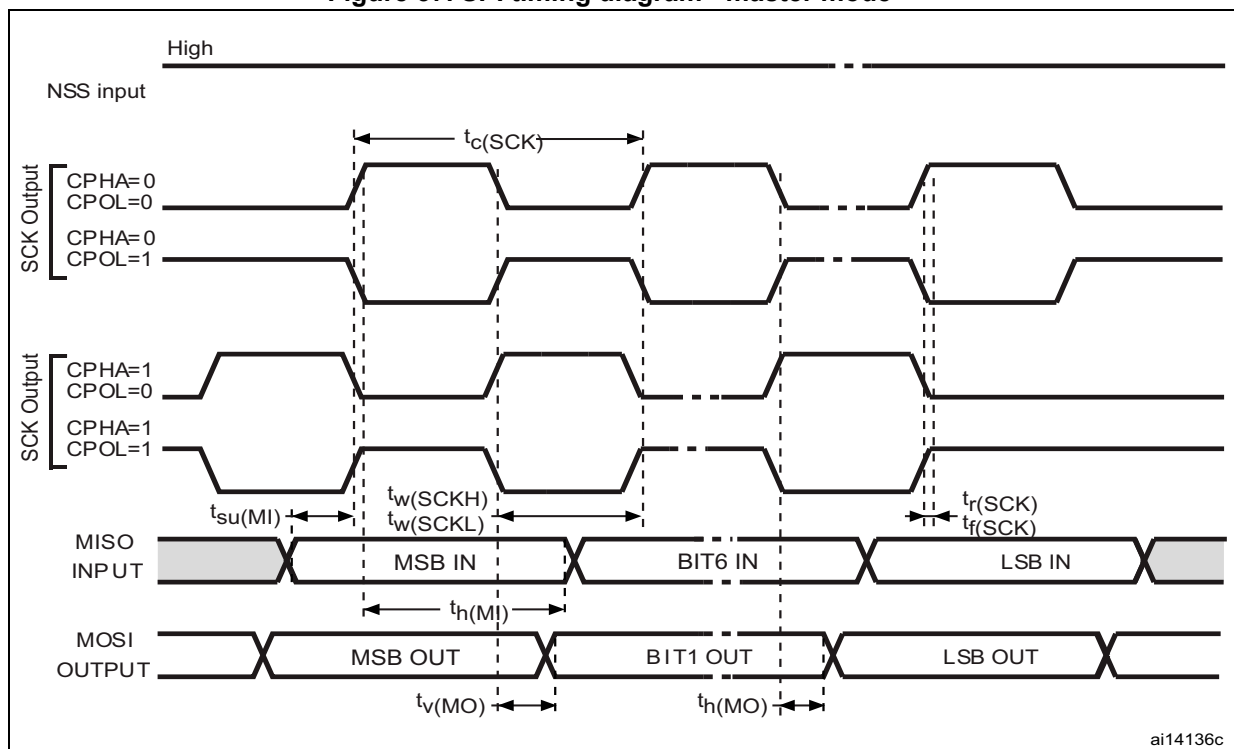 High
NSS input
tc(SCK)
SCK Output
CPHA=0
CPOL=0
CPHA=0
CPOL=1
SCK Output
CPHA=1
CPOL=0
CPHA=1
CPOL=1
tsu(MI)
tw(SCKH)
tw(SCKL)
tr(SCK)
tf(SCK)
MISO
INPUT
MSB IN
BIT6 IN
LSB IN
th(MI)
MOSI
OUTPUT
MSB OUT
BIT1 OUT
LSB OUT
tv(MO)
th(MO)
ai14136c